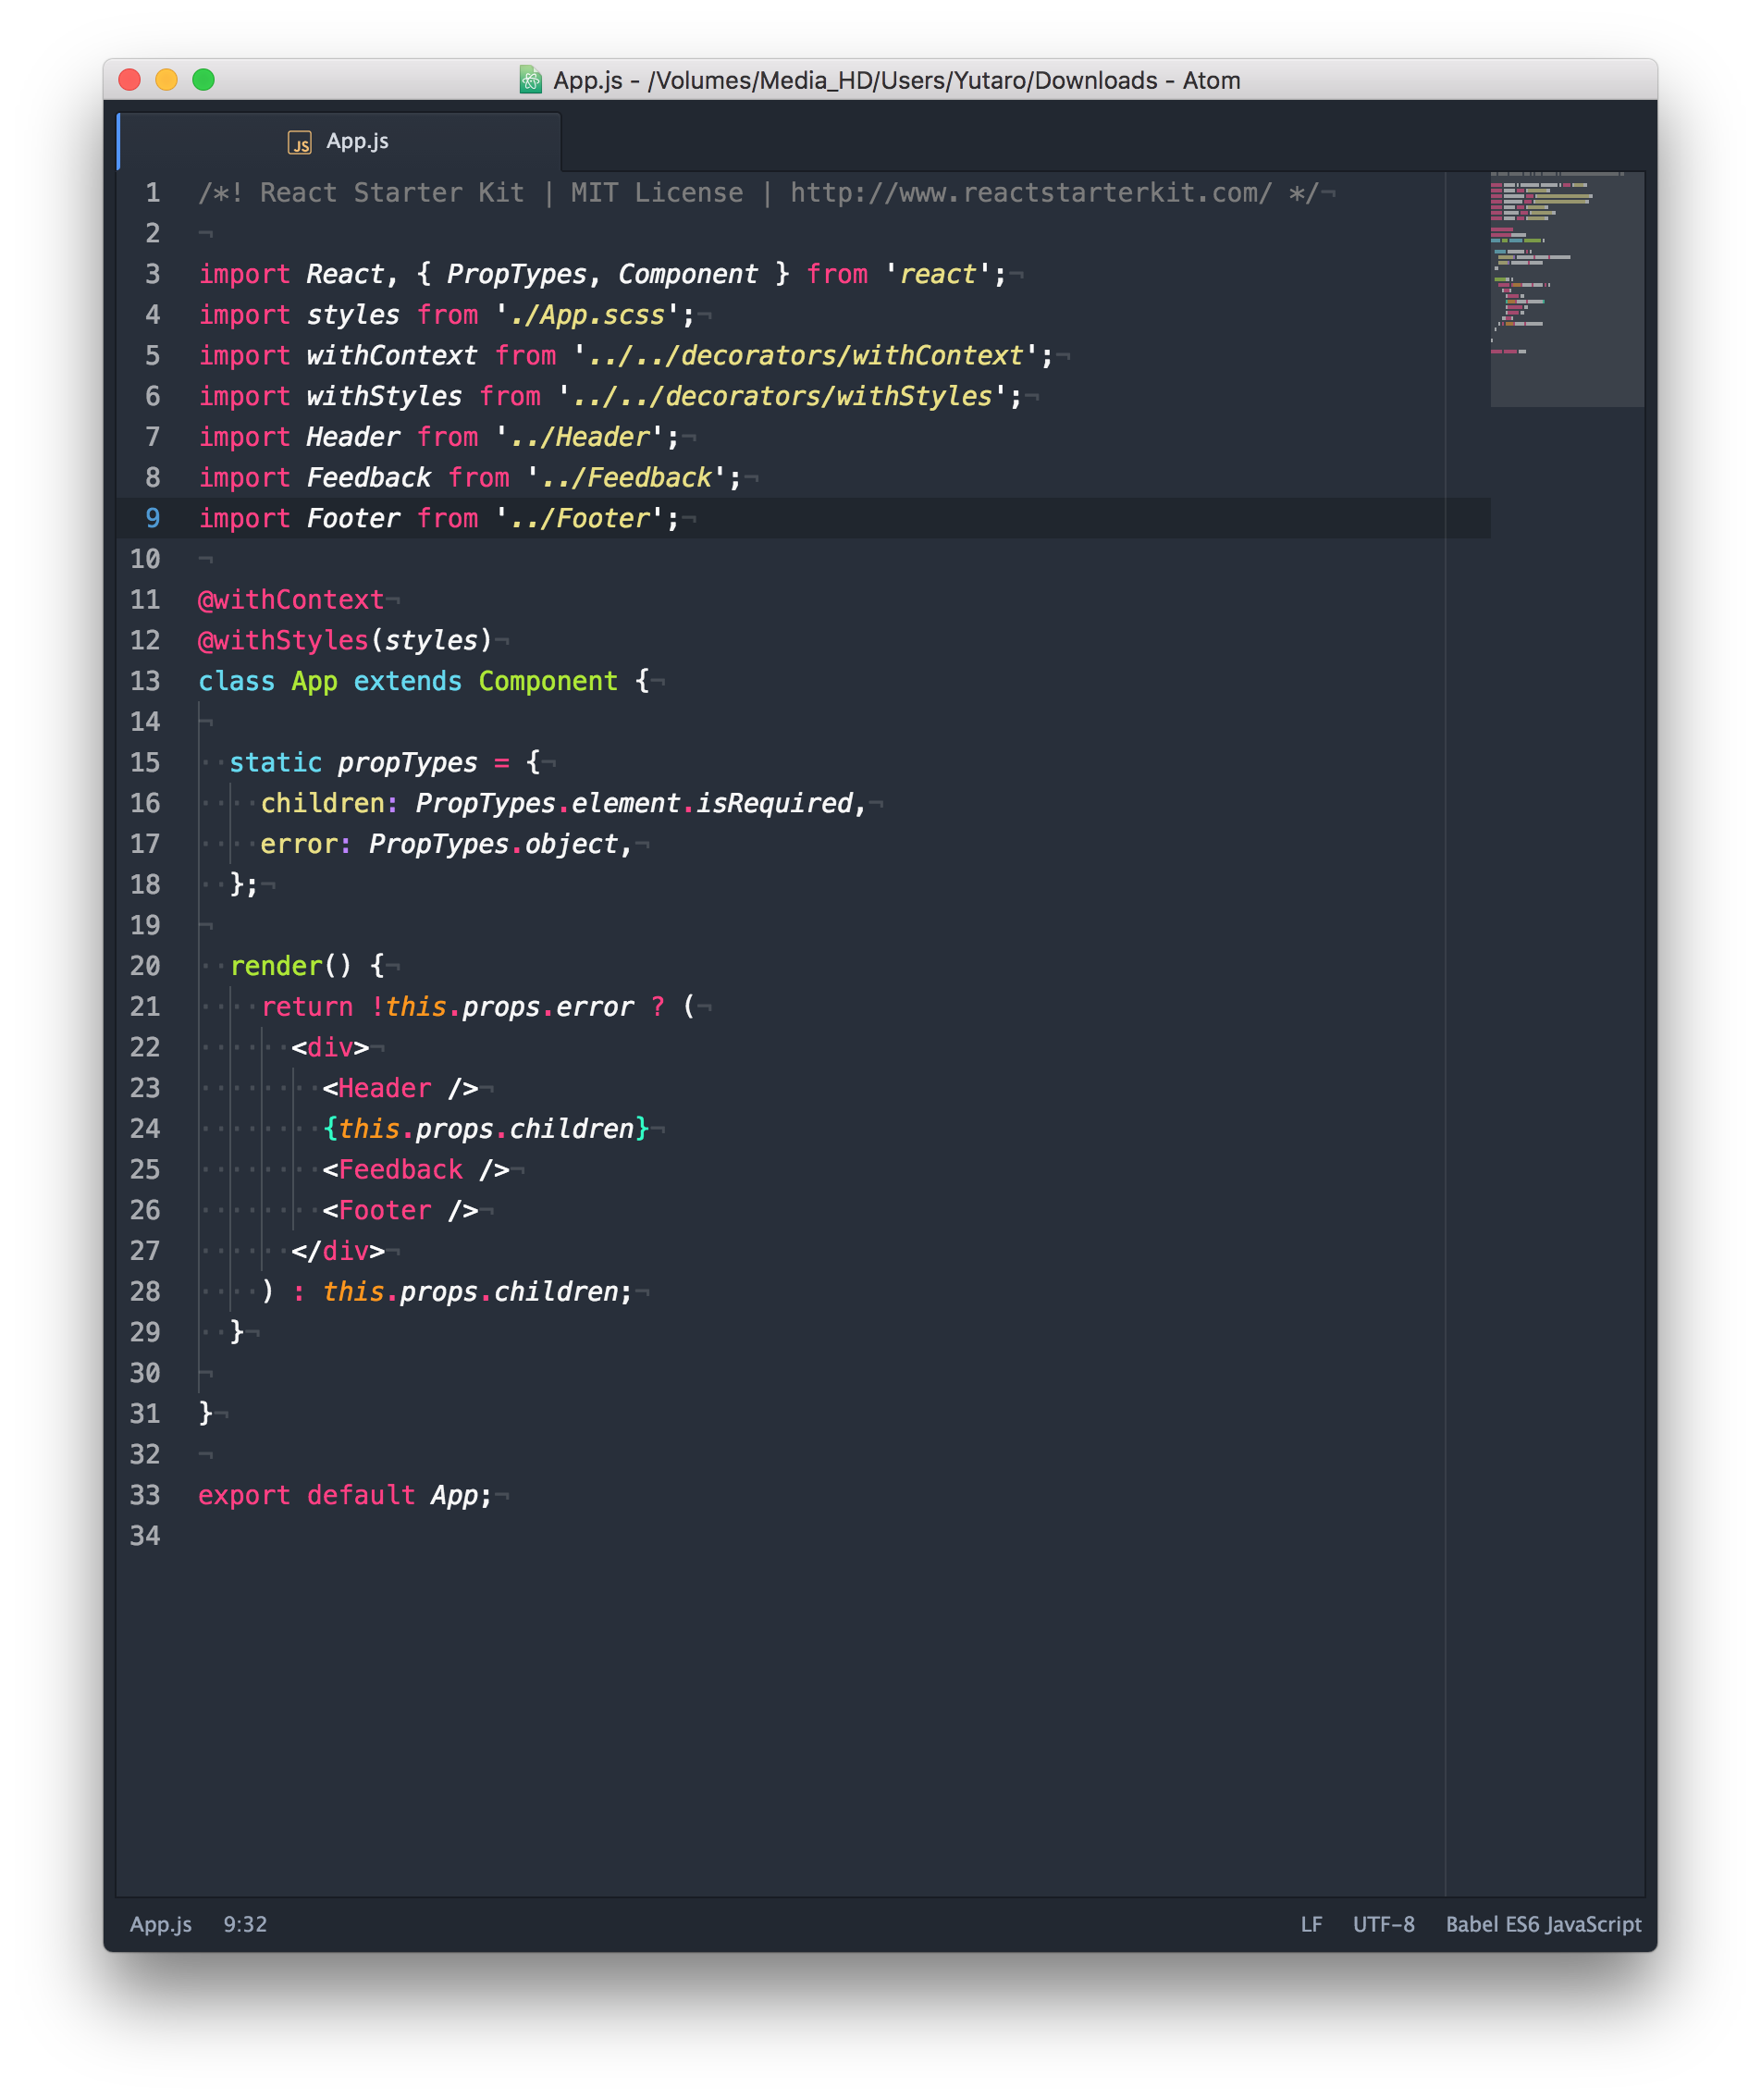 App.js - /Volumes/Media_HD/Users/Yutaro/Downloads - Atom
JS App.js
1 /*! React Starter Kit | MIT License | http://www.reactstarterkit.com/ */¬
2 ¬
3 import React, { PropTypes, Component } from 'react';¬
4 import styles from './App.scss';¬
5 import withContext from '../../decorators/withContext';¬
6 import withStyles from '../../decorators/withStyles';¬
7 import Header from '../Header';¬
8 import Feedback from '../Feedback';¬
9 import Footer from '../Footer';¬
10 ¬
11 @withContext¬
12 @withStyles(styles)¬
13 class App extends Component {¬
14 ¬
15 ··static propTypes = {¬
16 ····children: PropTypes.element.isRequired,¬
17 ····error: PropTypes.object,¬
18 ··};¬
19 ¬
20 ··render() {¬
21 ····return !this.props.error ? (¬
22 ······<div>¬
23 ········<Header />¬
24 ········{this.props.children}¬
25 ········<Feedback />¬
26 ········<Footer />¬
27 ······</div>¬
28 ····) : this.props.children;¬
29 ··}¬
30 ¬
31 }¬
32 ¬
33 export default App;¬
34
App.js 9:32 LF UTF-8 Babel ES6 JavaScript